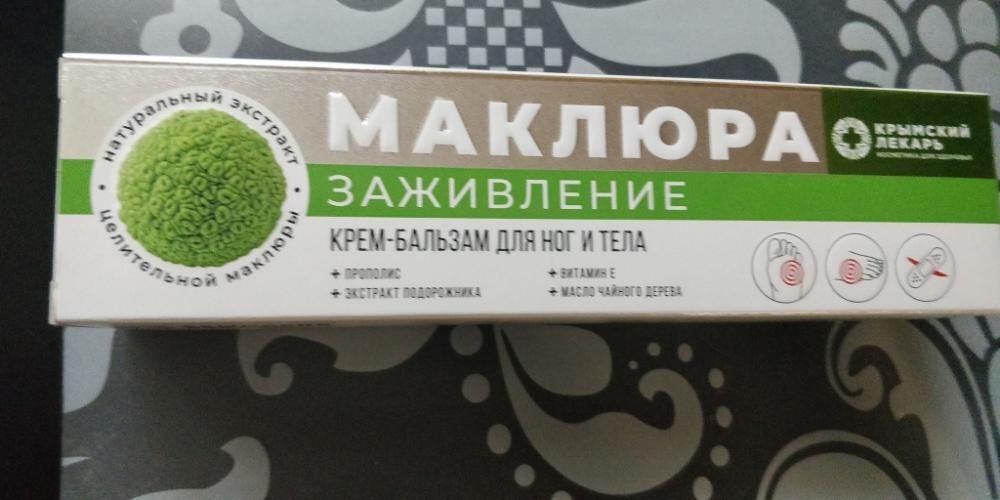 натуральный экстракт
целительной маклюры
МАКЛЮРА
КРЫМСКИЙ
ЛЕКАРЬ
КОСМЕТИКА ДЛЯ ЗДОРОВЬЯ
ЗАЖИВЛЕНИЕ
КРЕМ-БАЛЬЗАМ ДЛЯ НОГ И ТЕЛА
+ ПРОПОЛИС
+ ВИТАМИН Е
+ ЭКСТРАКТ ПОДОРОЖНИКА
+ МАСЛО ЧАЙНОГО ДЕРЕВА